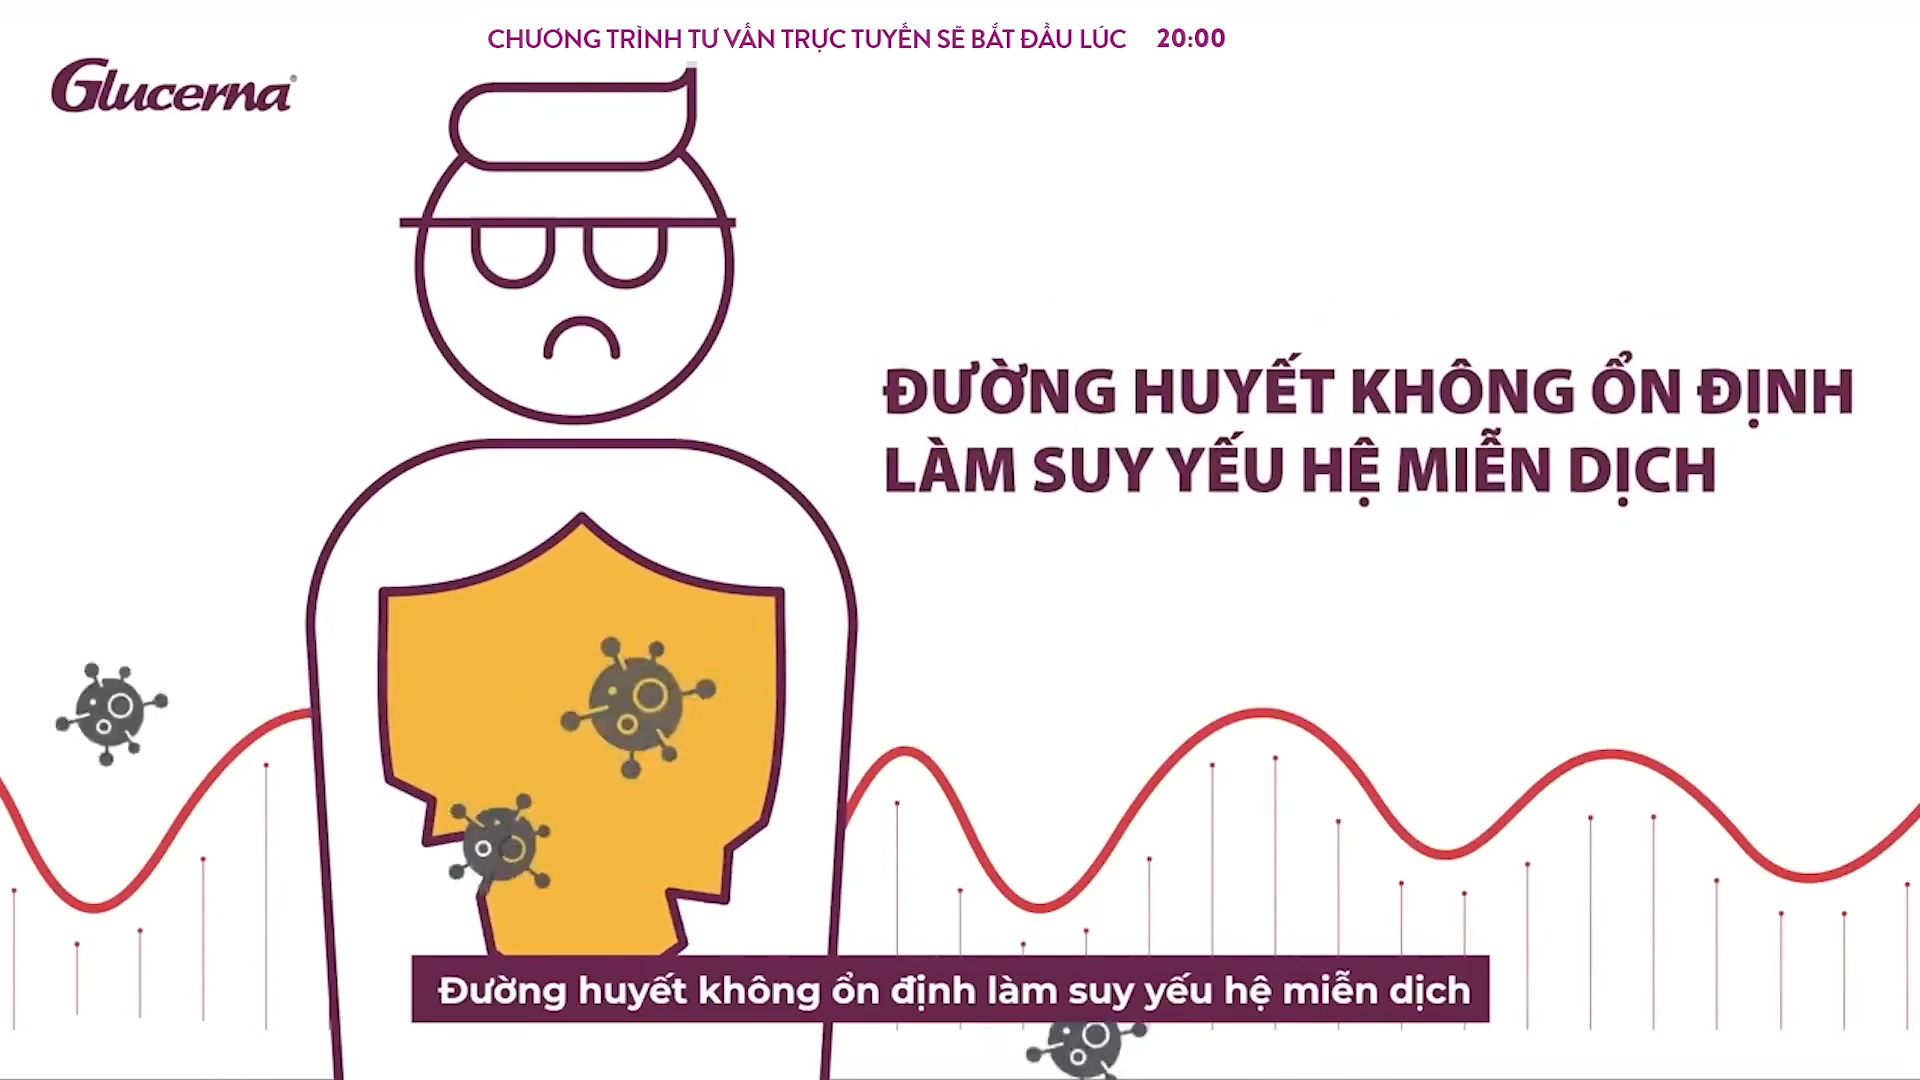 CHƯƠNG TRÌNH TƯ VẤN TRỰC TUYẾN SẼ BẮT ĐẦU LÚC 20:00
Glucerna®
ĐƯỜNG HUYẾT KHÔNG ỔN ĐỊNH
LÀM SUY YẾU HỆ MIỄN DỊCH
Đường huyết không ổn định làm suy yếu hệ miễn dịch